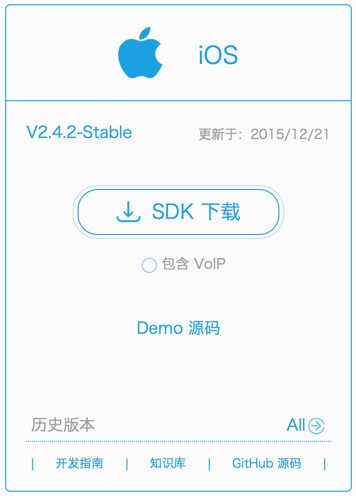 iOS
V2.4.2-Stable 更新于：2015/12/21
SDK 下载
包含 VoIP
Demo 源码
历史版本 All
| 开发指南 | 知识库 | GitHub 源码 |